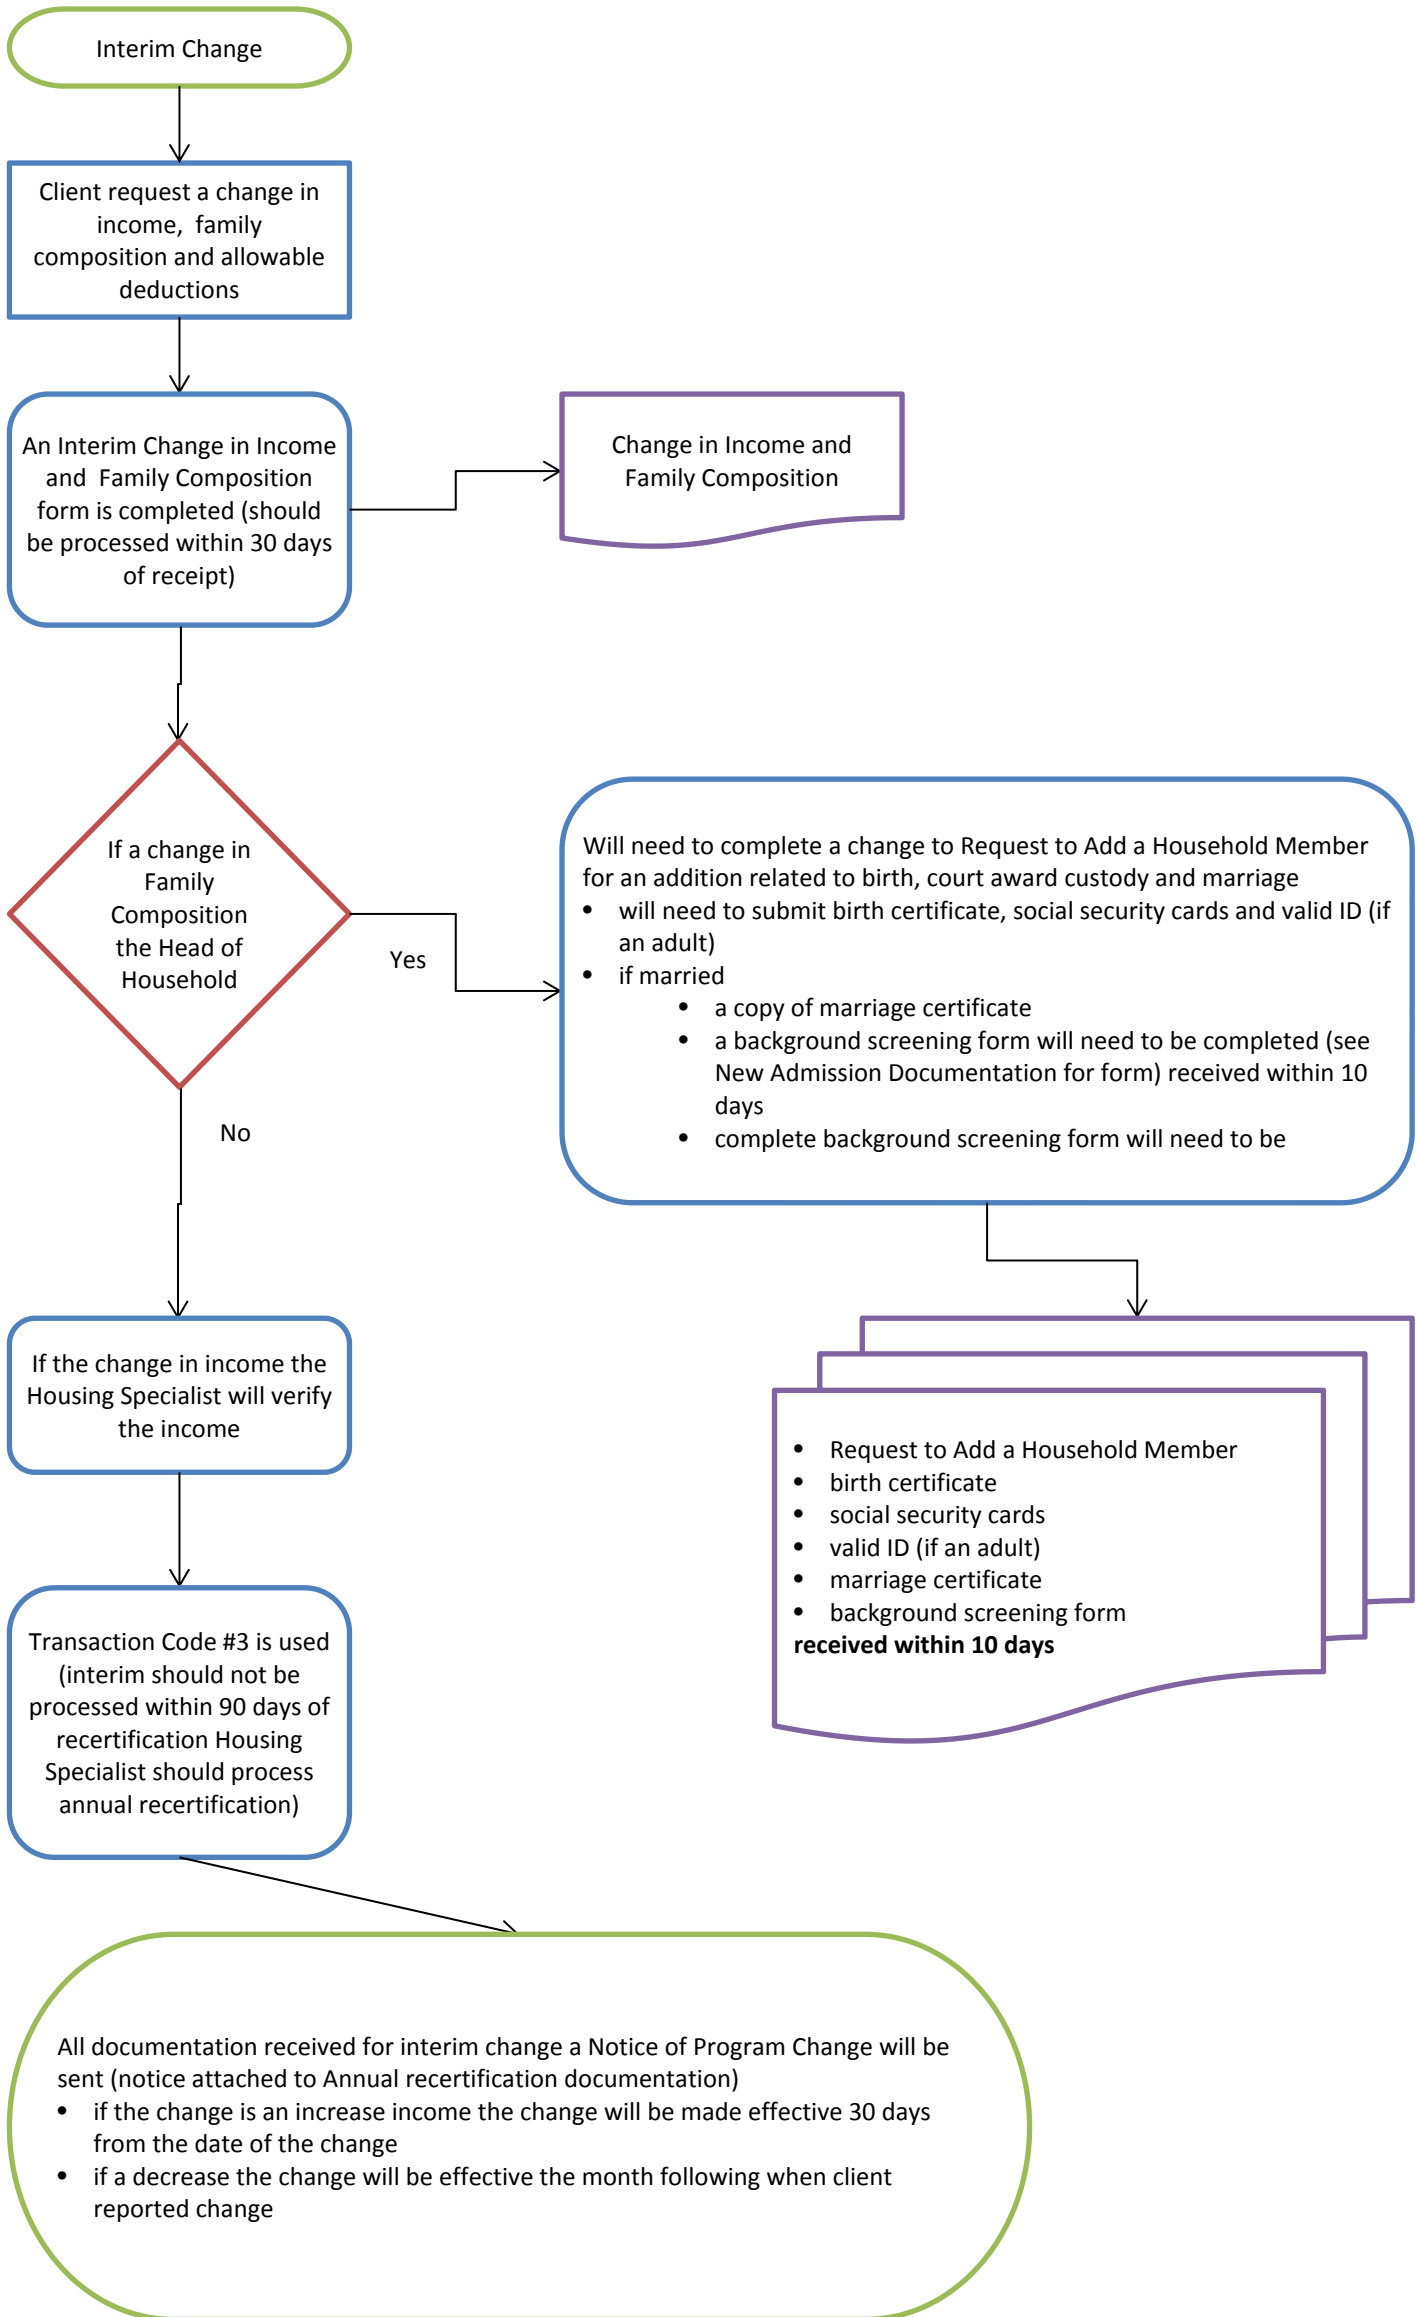 Interim Change
Client request a change in
income,  family
composition and allowable
deductions
An Interim Change in Income
and  Family Composition
form is completed (should
be processed within 30 days
of receipt)
Change in Income and
Family Composition
If a change in
Family
Composition
the Head of
Household
Yes
Will need to complete a change to Request to Add a Household Member
for an addition related to birth, court award custody and marriage
• will need to submit birth certificate, social security cards and valid ID (if
an adult)
• if married
• a copy of marriage certificate
• a background screening form will need to be completed (see
New Admission Documentation for form) received within 10
days
• complete background screening form will need to be
No
If the change in income the
Housing Specialist will verify
the income
• Request to Add a Household Member
• birth certificate
• social security cards
• valid ID (if an adult)
• marriage certificate
• background screening form
received within 10 days
Transaction Code #3 is used
(interim should not be
processed within 90 days of
recertification Housing
Specialist should process
annual recertification)
All documentation received for interim change a Notice of Program Change will be
sent (notice attached to Annual recertification documentation)
• if the change is an increase income the change will be made effective 30 days
from the date of the change
• if a decrease the change will be effective the month following when client
reported change